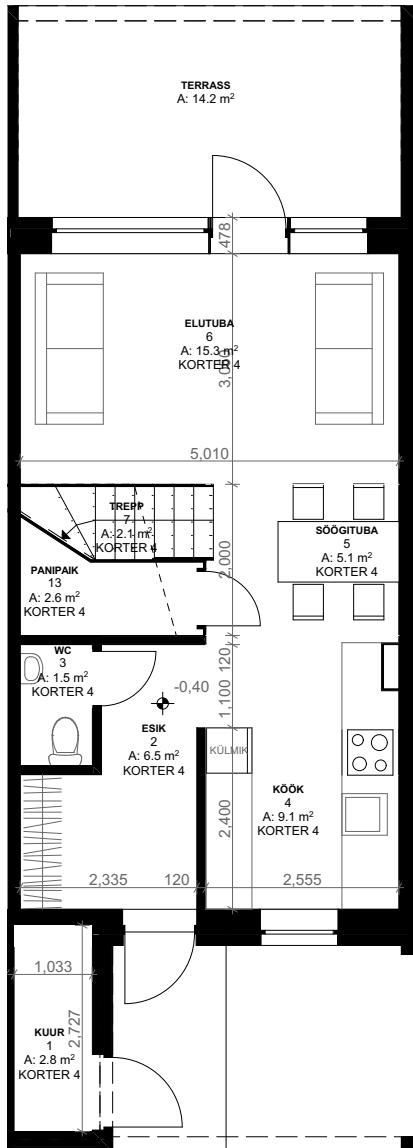 TERRASS
A: 14.2 m²
478
ELUTUBA
6
A: 15.3 m²
KORTER 4
5,010
TREPP
7
A: 2.1 m²
KORTER 4
SÖÖGITUBA
5
A: 5.1 m²
KORTER 4
2,000
PANIPAIK
13
A: 2.6 m²
KORTER 4
WC
3
A: 1.5 m²
KORTER 4
120
-0,40
1,100
ESIK
2
A: 6.5 m²
KORTER 4
KÜLMIK
KÖÖK
4
A: 9.1 m²
KORTER 4
2,400
2,335
120
2,555
1,033
2,727
KUUR
1
A: 2.8 m²
KORTER 4